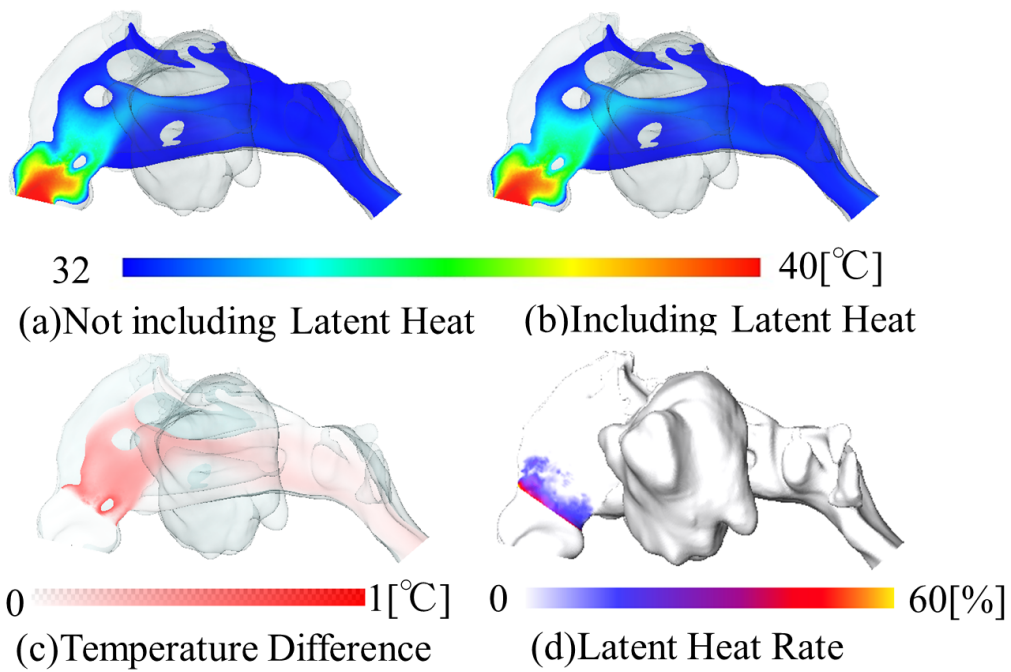 32 40[℃]
(a)Not including Latent Heat (b)Including Latent Heat
0 1[℃] 0 60[%]
(c)Temperature Difference (d)Latent Heat Rate